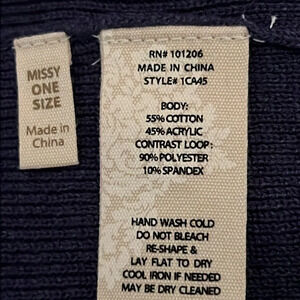 MISSY
ONE
SIZE
Made in
China
RN# 101206
MADE IN CHINA
STYLE# 1CA45
BODY:
55% COTTON
45% ACRYLIC
CONTRAST LOOP:
90% POLYESTER
10% SPANDEX
HAND WASH COLD
DO NOT BLEACH
RE-SHAPE &
LAY FLAT TO DRY
COOL IRON IF NEEDED
MAY BE DRY CLEANED